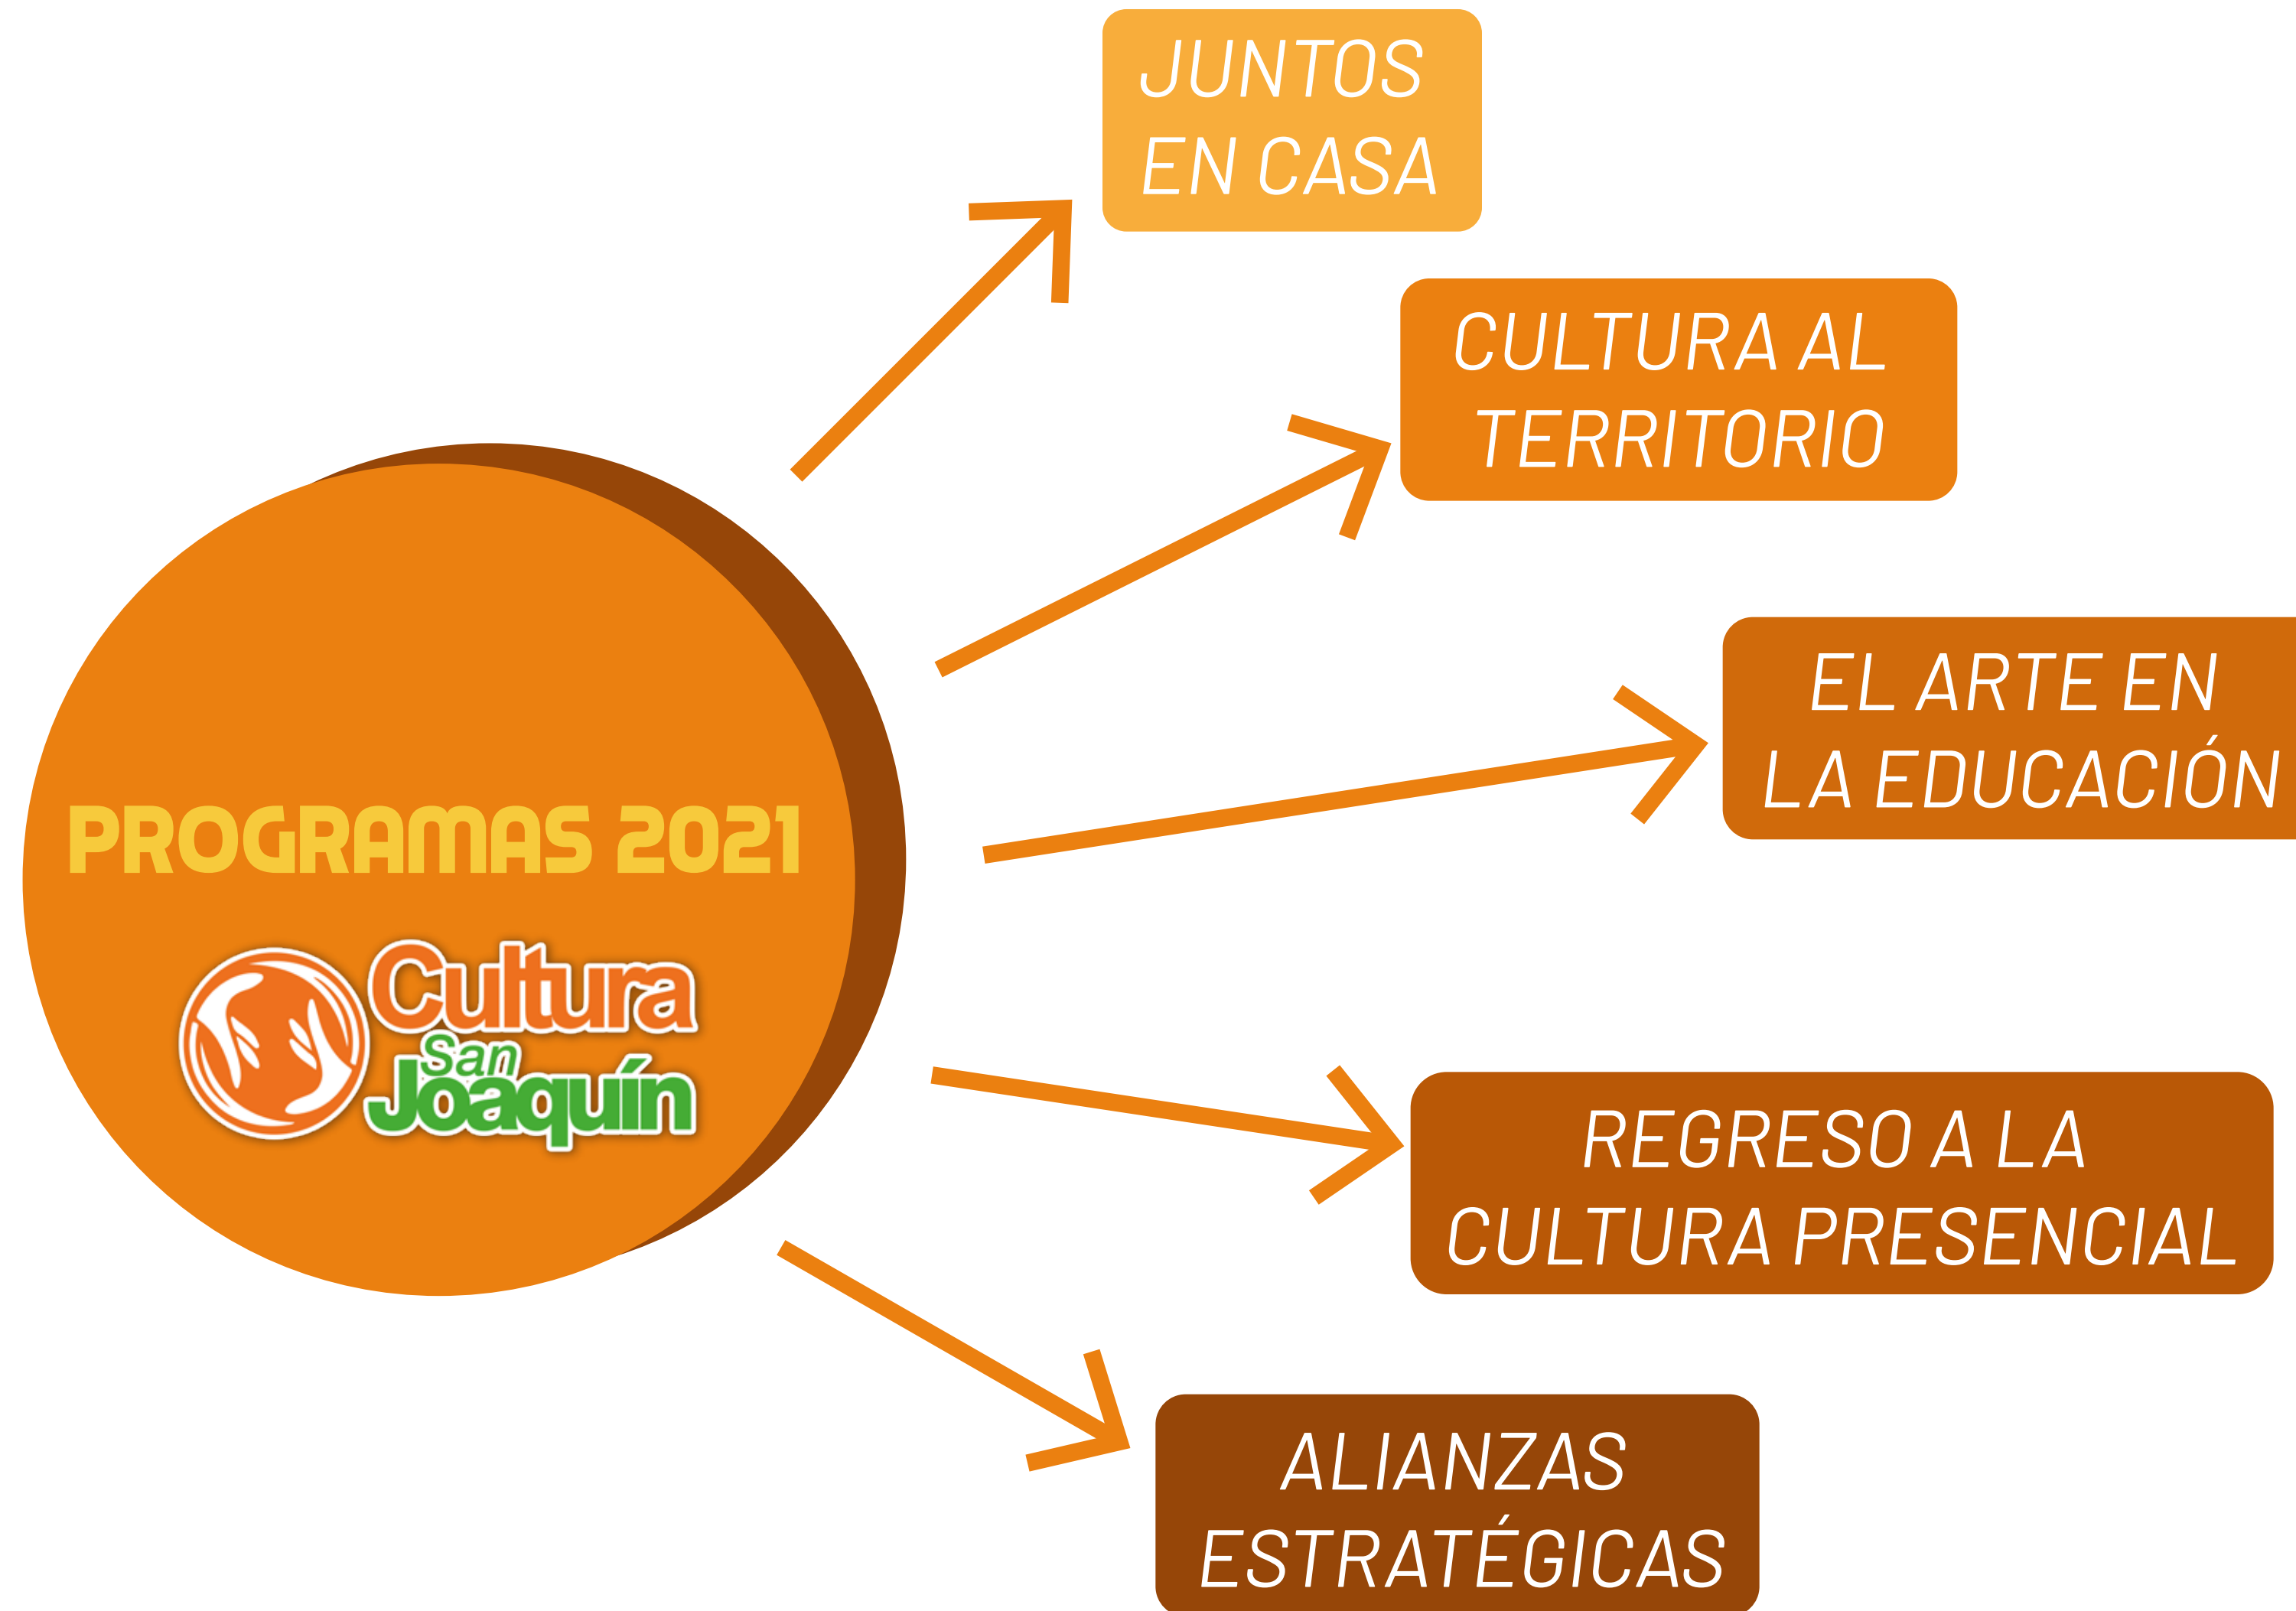 JUNTOS
EN CASA
CULTURA AL
TERRITORIO
EL ARTE EN
LA EDUCACIÓN
PROGRAMAS 2021
Cultura
San
Joaquín
REGRESO A LA
CULTURA PRESENCIAL
ALIANZAS
ESTRATÉGICAS